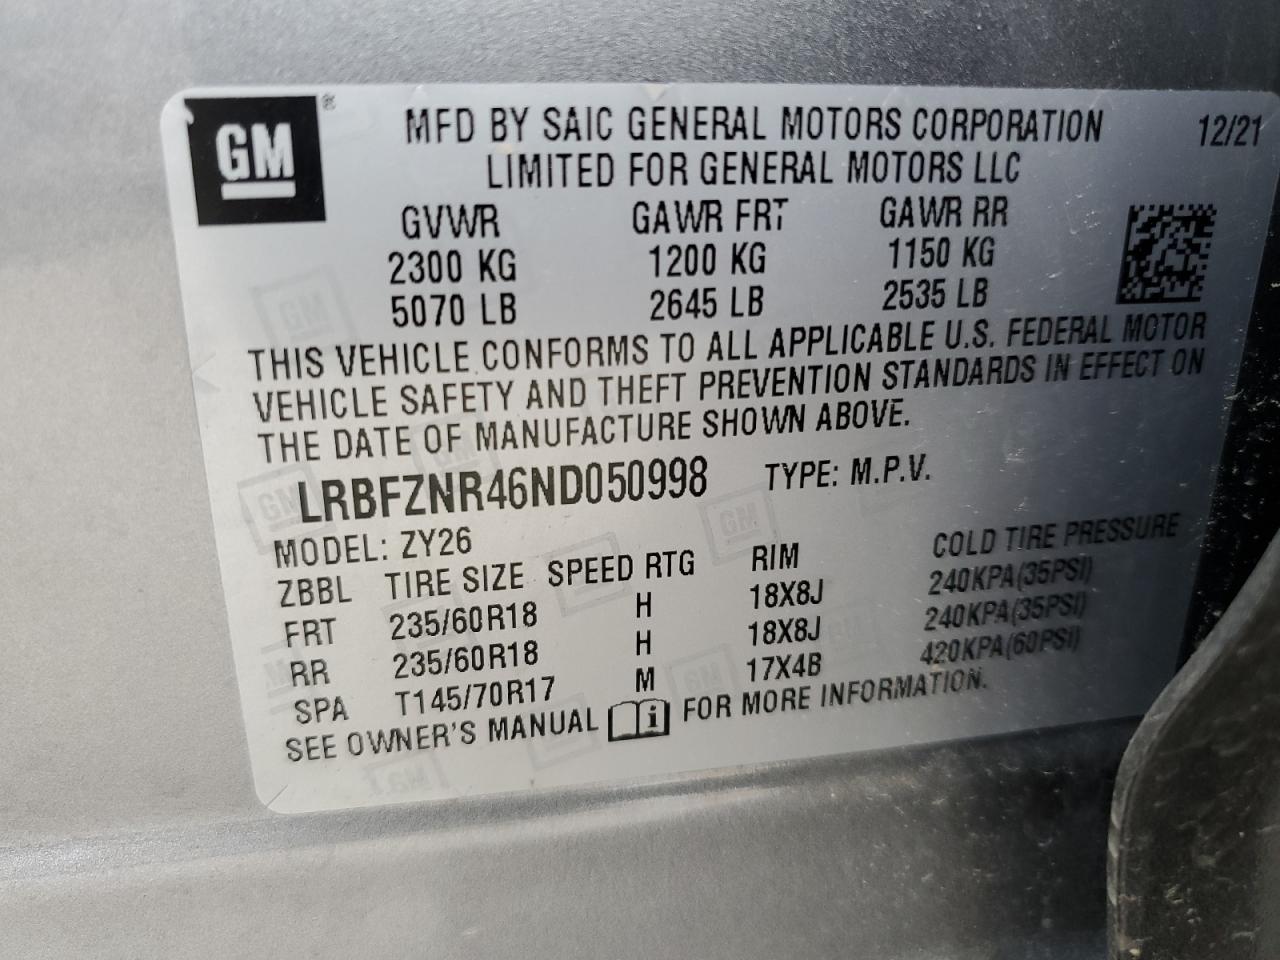 GM ®
MFD BY SAIC GENERAL MOTORS CORPORATION 12/21
LIMITED FOR GENERAL MOTORS LLC
GVWR GAWR FRT GAWR RR
2300 KG 1200 KG 1150 KG
5070 LB 2645 LB 2535 LB
THIS VEHICLE CONFORMS TO ALL APPLICABLE U.S. FEDERAL MOTOR
VEHICLE SAFETY AND THEFT PREVENTION STANDARDS IN EFFECT ON
THE DATE OF MANUFACTURE SHOWN ABOVE.
LRBFZNR46ND050998 TYPE: M.P.V.
MODEL: ZY26
ZBBL TIRE SIZE SPEED RTG RIM COLD TIRE PRESSURE
FRT 235/60R18 H 18X8J 240KPA(35PSI)
RR 235/60R18 H 18X8J 240KPA(35PSI)
SPA T145/70R17 M 17X4B 420KPA(60PSI)
SEE OWNER'S MANUAL FOR MORE INFORMATION.